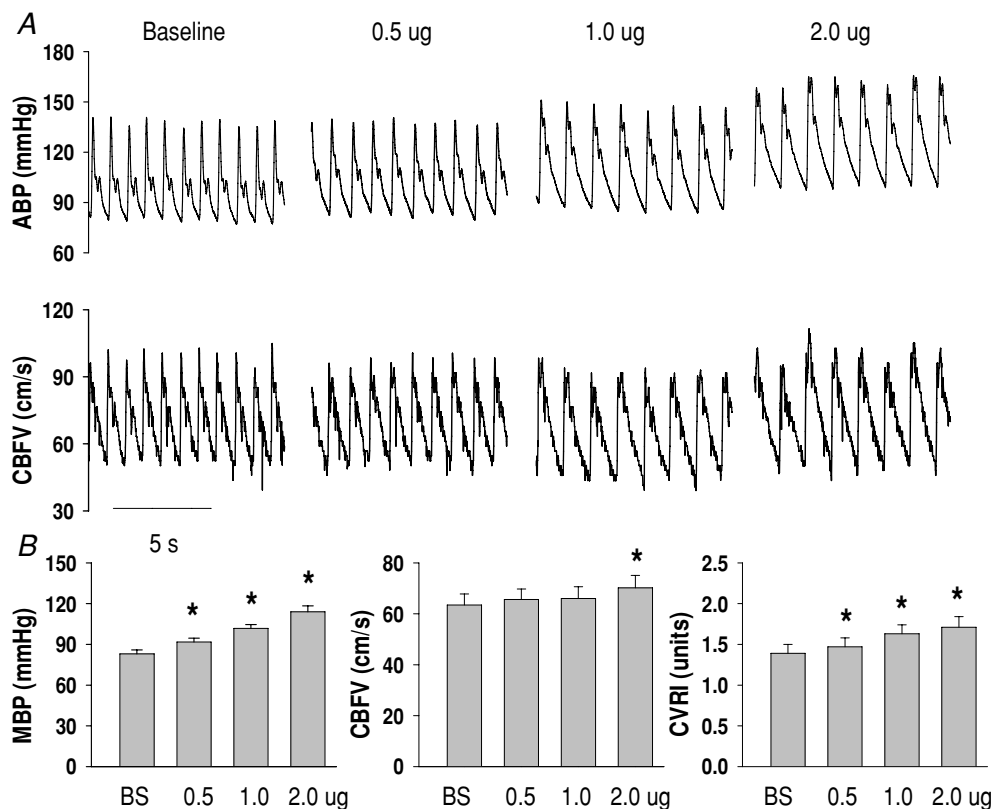 A
Baseline 0.5 ug 1.0 ug 2.0 ug
ABP (mmHg)
180
150
120
90
60
CBFV (cm/s)
120
90
60
30
5 s
B
MBP (mmHg)
150
120
90
60
30
0
* * *
BS 0.5 1.0 2.0 ug
CBFV (cm/s)
80
60
40
20
0
*
BS 0.5 1.0 2.0 ug
CVRI (units)
2.5
2.0
1.5
1.0
0.5
0.0
* * *
BS 0.5 1.0 2.0 ug